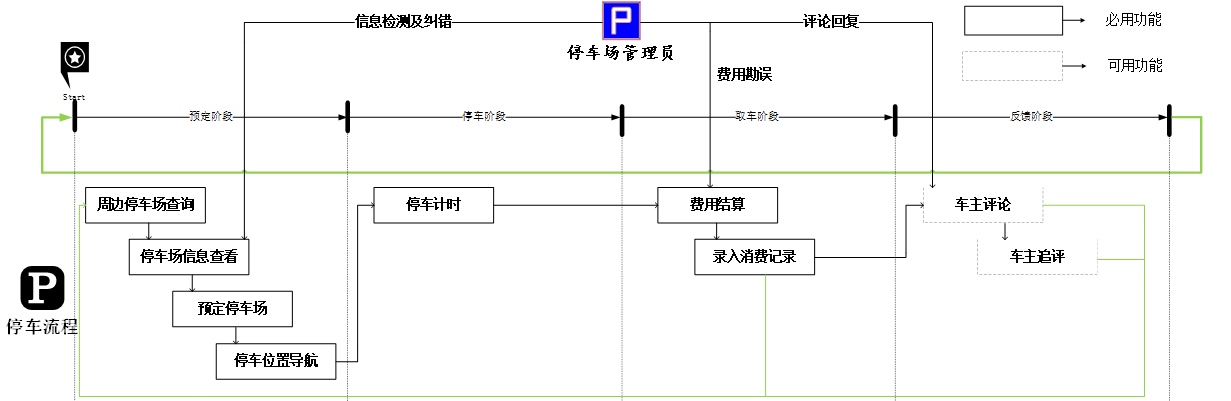 信息检测及纠错
P
评论回复
必用功能
停车场管理员
费用勘误
可用功能
Start
预定阶段
停车阶段
取车阶段
反馈阶段
周边停车场查询
停车计时
费用结算
车主评论
停车场信息查看
录入消费记录
车主追评
P
预定停车场
停车流程
停车位置导航